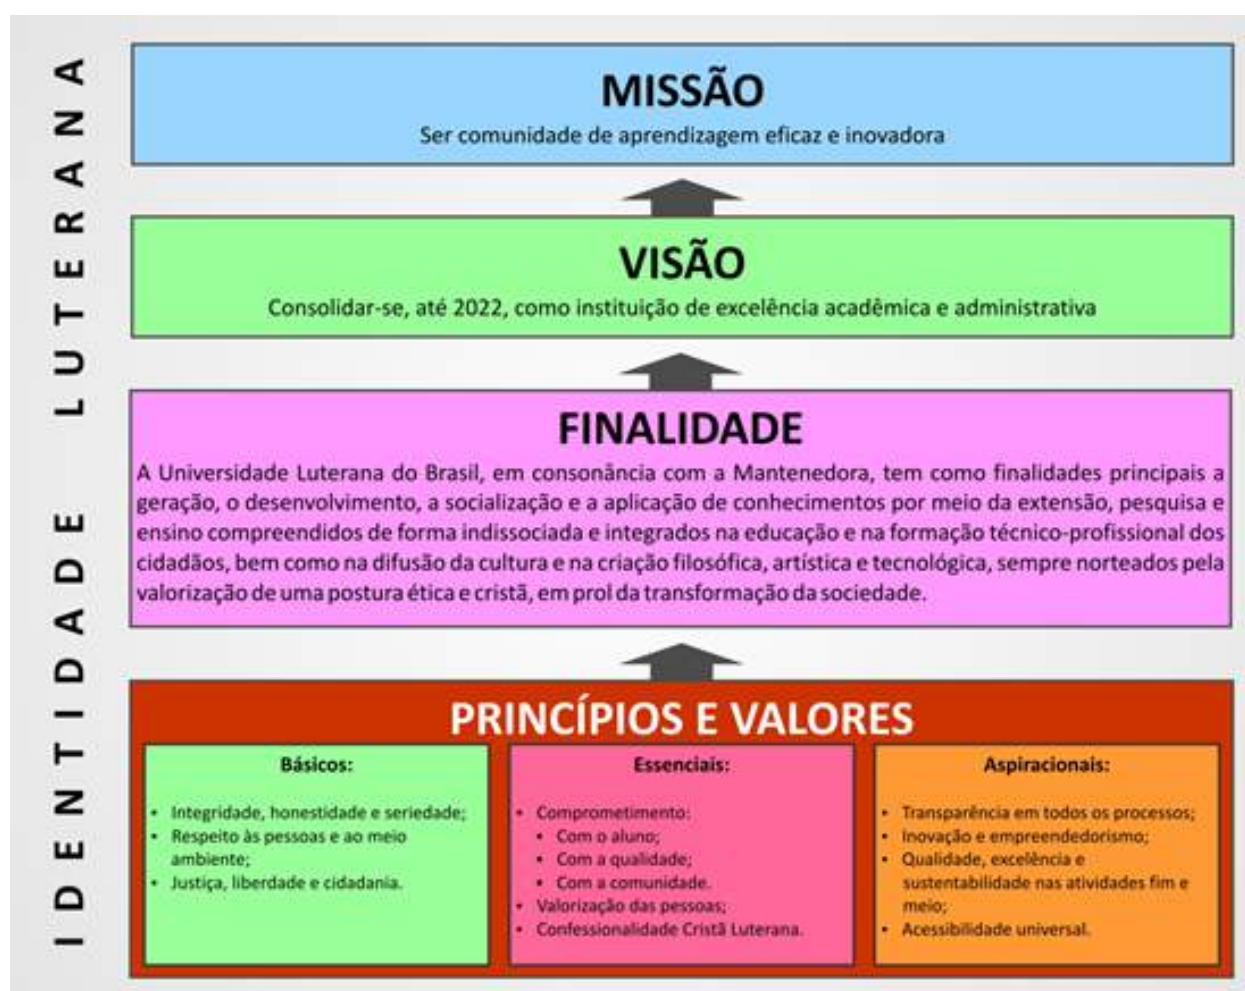 IDENTIDADE LUTERANA
MISSÃO
Ser comunidade de aprendizagem eficaz e inovadora
VISÃO
Consolidar-se, até 2022, como instituição de excelência acadêmica e administrativa
FINALIDADE
A Universidade Luterana do Brasil, em consonância com a Mantenedora, tem como finalidades principais a
geração, o desenvolvimento, a socialização e a aplicação de conhecimentos por meio da extensão, pesquisa e
ensino compreendidos de forma indissociada e integrados na educação e na formação técnico-profissional dos
cidadãos, bem como na difusão da cultura e na criação filosófica, artística e tecnológica, sempre norteados pela
valorização de uma postura ética e cristã, em prol da transformação da sociedade.
PRINCÍPIOS E VALORES
Básicos:
• Integridade, honestidade e seriedade;
• Respeito às pessoas e ao meio
ambiente;
• Justiça, liberdade e cidadania.
Essenciais:
• Comprometimento:
• Com o aluno;
• Com a qualidade;
• Com a comunidade.
• Valorização das pessoas;
• Confessionalidade Cristã Luterana.
Aspiracionais:
• Transparência em todos os processos;
• Inovação e empreendedorismo;
• Qualidade, excelência e
sustentabilidade nas atividades fim e
meio;
• Acessibilidade universal.